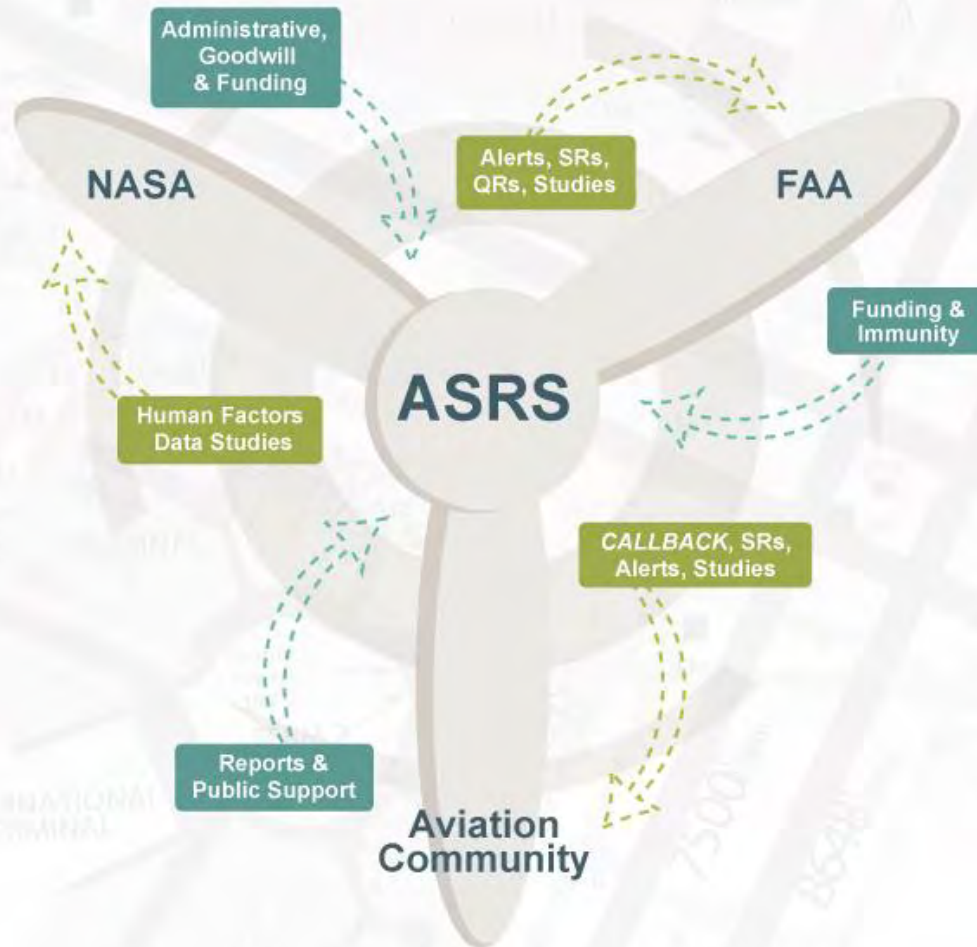 Administrative,
Goodwill
& Funding
Alerts, SRs,
QRs, Studies
NASA
FAA
Funding &
Immunity
ASRS
Human Factors
Data Studies
CALLBACK, SRs,
Alerts, Studies
Reports &
Public Support
Aviation
Community
7500